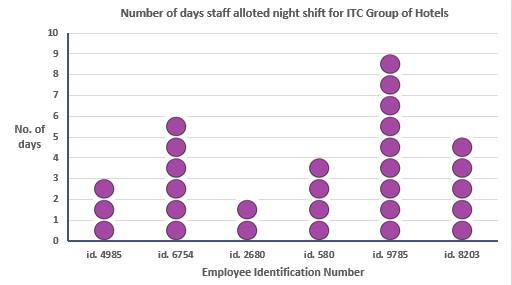 Number of days staff alloted night shift for ITC Group of Hotels
10
9
8
7
6
5
4
3
2
1
0
No. of
days
id. 4985 id. 6754 id. 2680 id. 580 id. 9785 id. 8203
Employee Identification Number